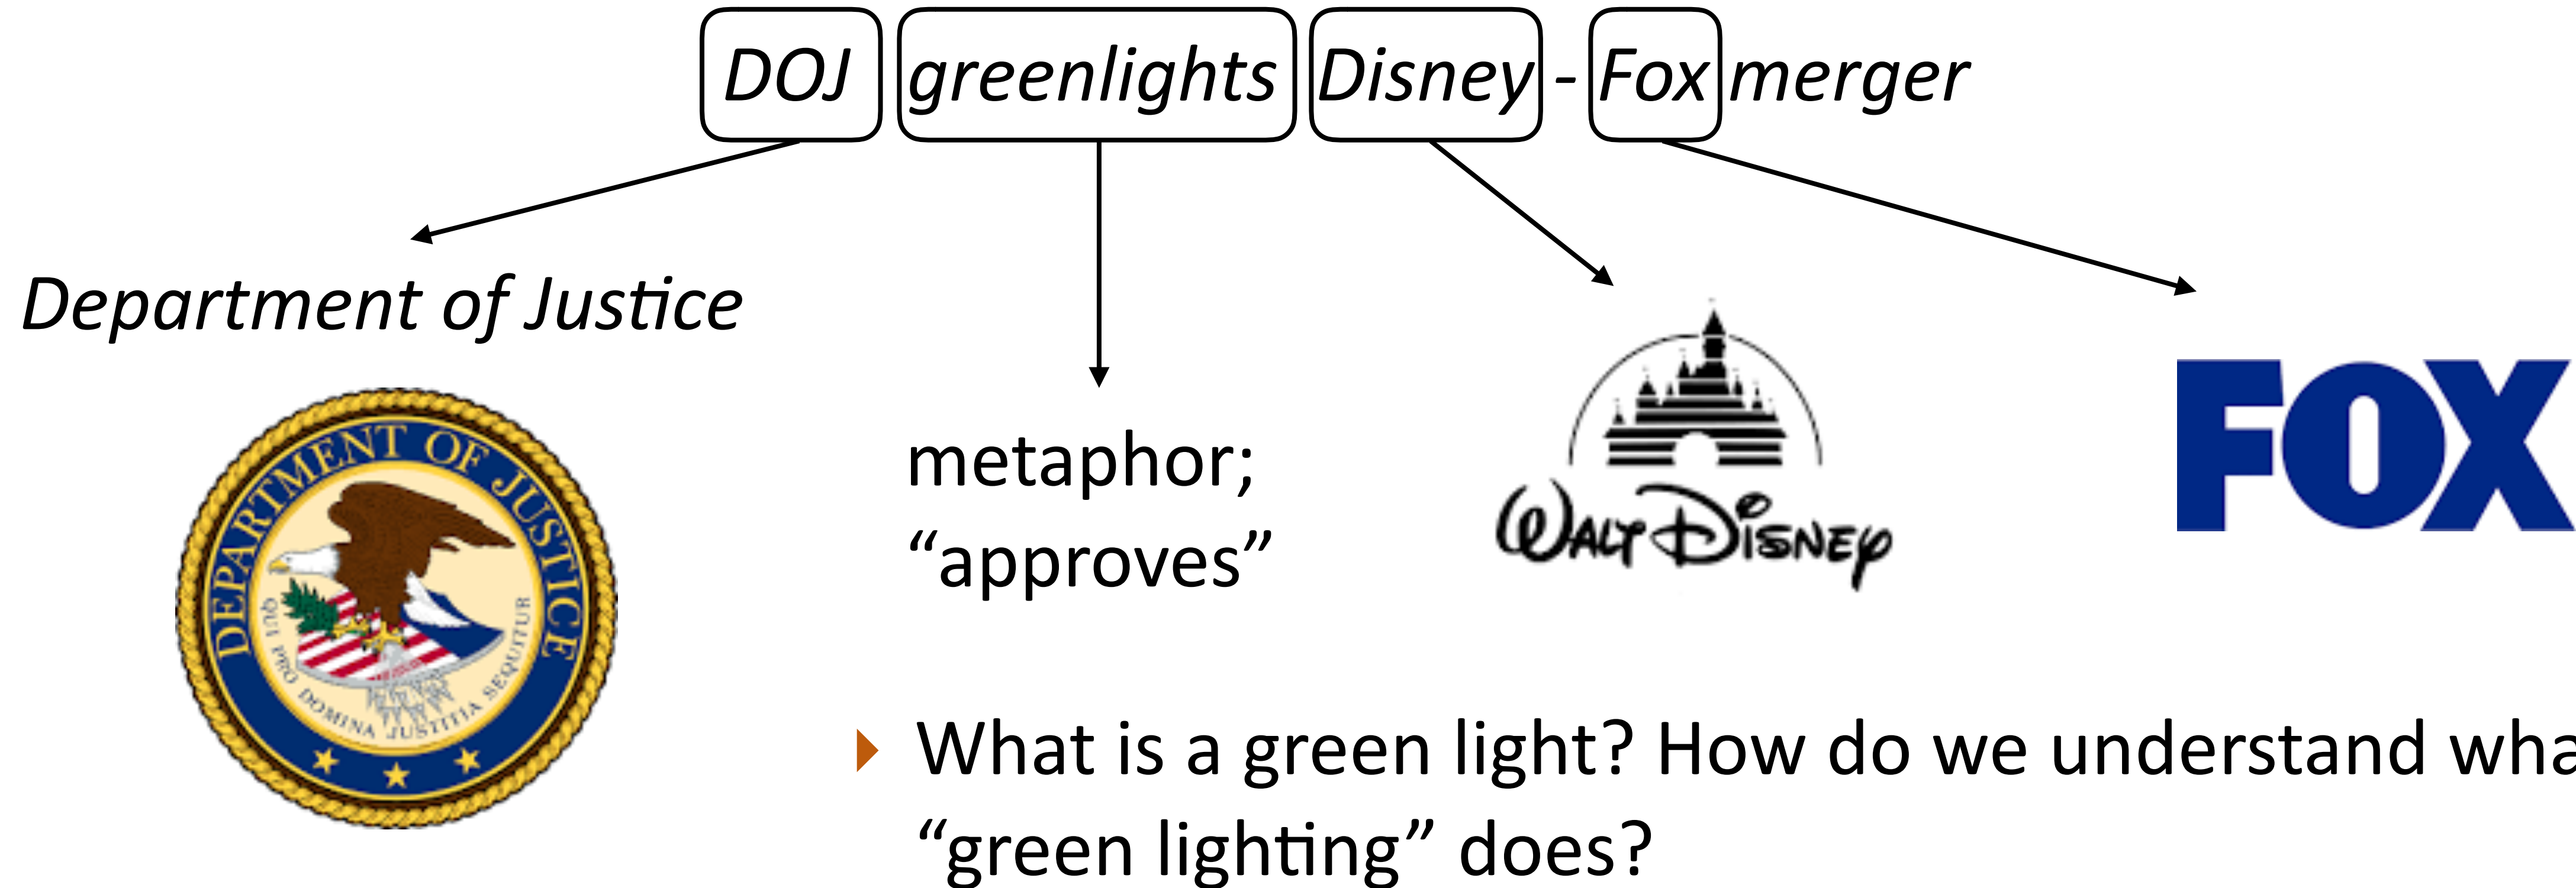 DOJ greenlights Disney - Fox merger
Department of Justice
metaphor;
“approves”
DEPARTMENT OF JUSTICE
QUI PRO DOMINA JUSTITIA SEQUITUR
WALT DISNEY
FOX
What is a green light? How do we understand wha
“green lighting” does?